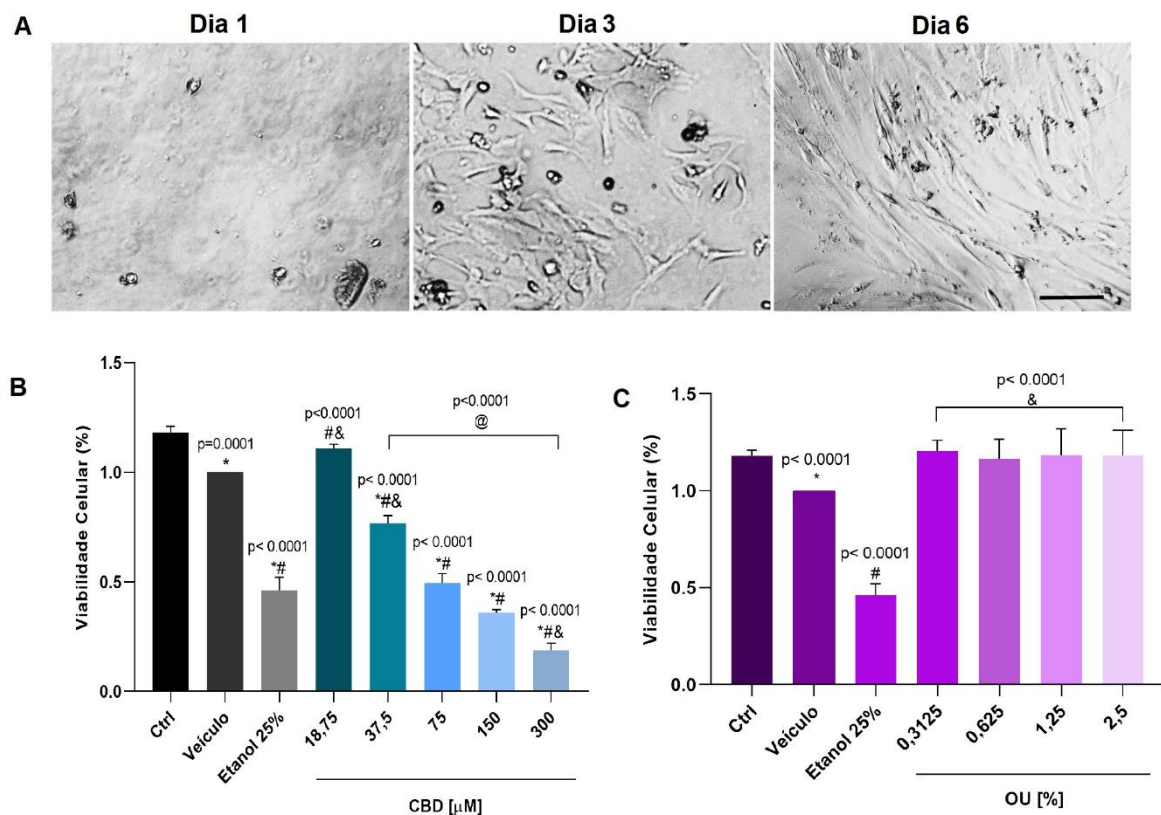 A
Dia 1
Dia 3
Dia 6
B
Viabilidade Celular (%)
1.5
1.0
0.5
0.0
p=0.0001
*
p< 0.0001
*#
p<0.0001
#&
p< 0.0001
*#&
p< 0.0001
*#
p< 0.0001
*#
p< 0.0001
*#&
p<0.0001
@
Ctrl
Veículo
Etanol 25%
18,75
37,5
75
150
300
CBD [µM]
C
Viabilidade Celular (%)
1.5
1.0
0.5
0.0
p< 0.0001
*
p< 0.0001
#
p< 0.0001
&
Ctrl
Veículo
Etanol 25%
0,3125
0,625
1,25
2,5
OU [%]